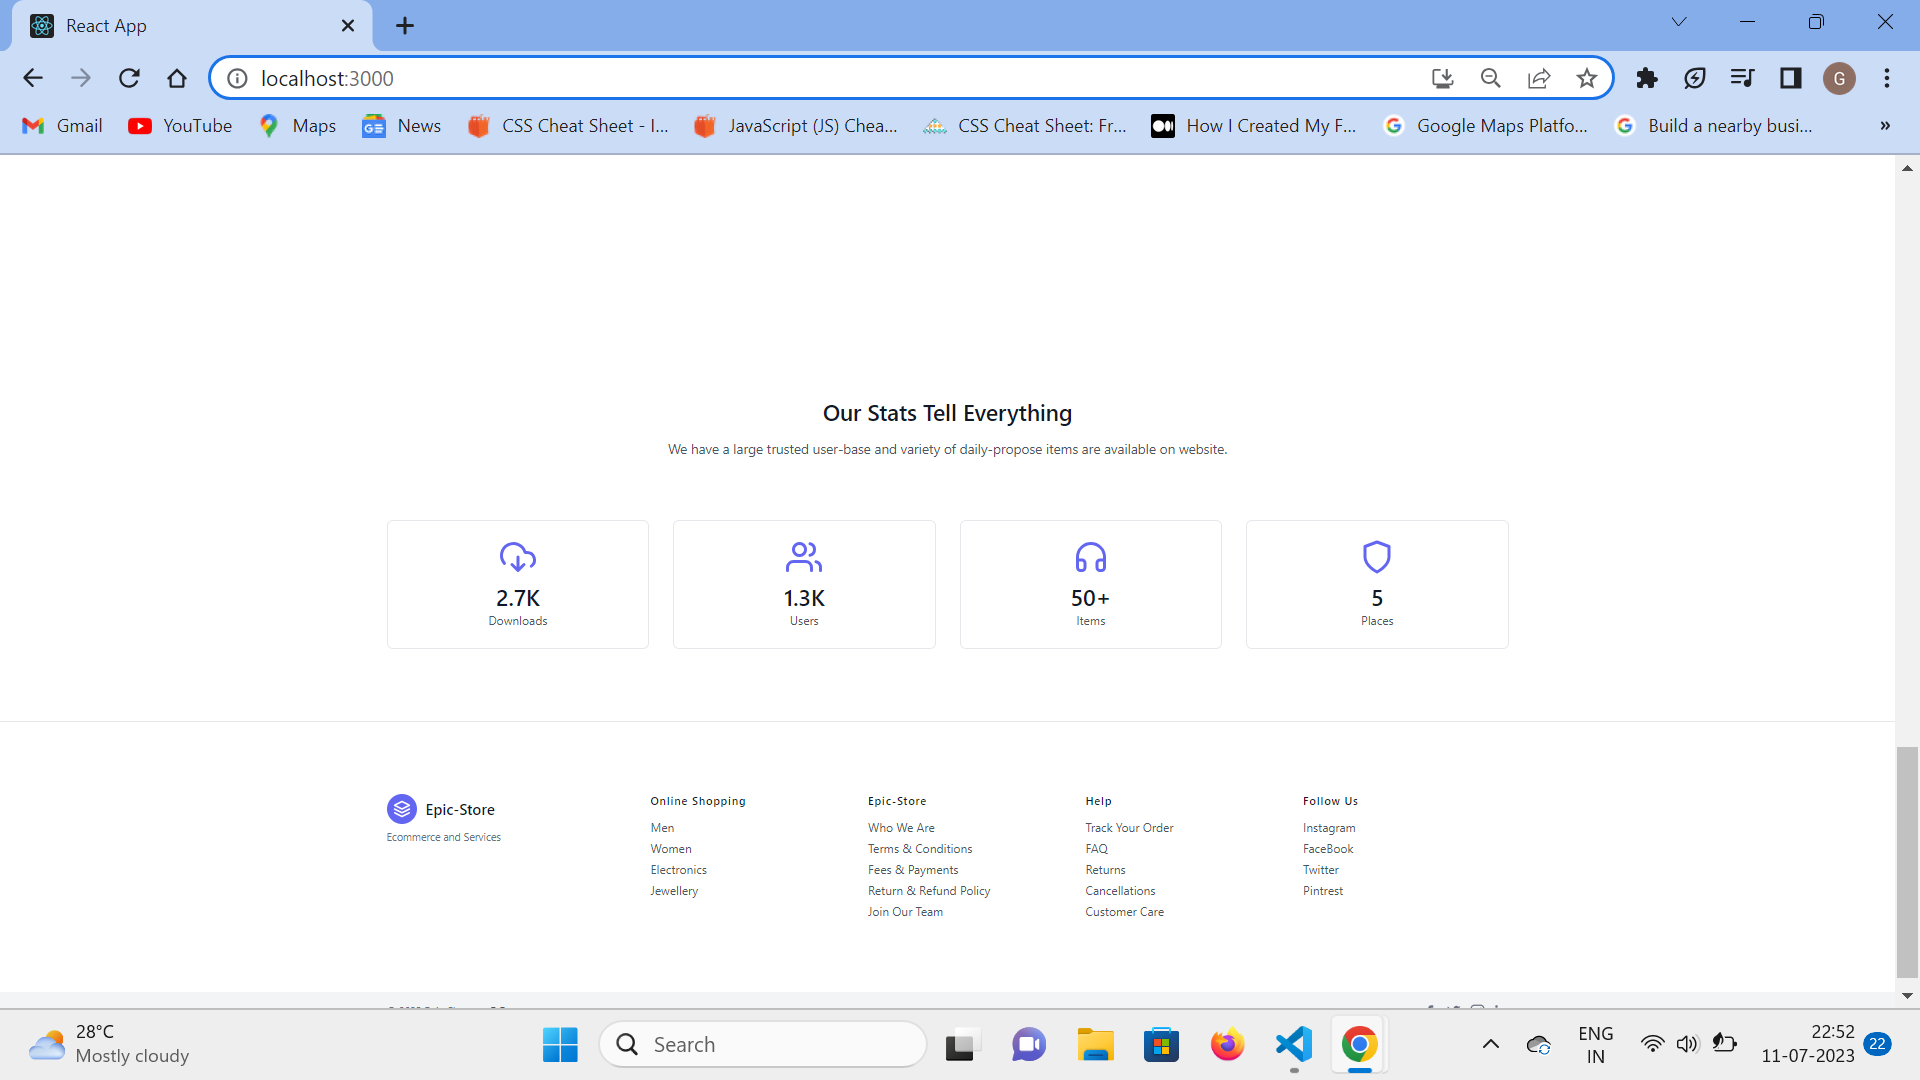 React App
localhost:3000
G
Gmail
YouTube
Maps
News
CSS Cheat Sheet - I...
JavaScript (JS) Chea...
CSS Cheat Sheet: Fr...
How I Created My F...
Google Maps Platfo...
Build a nearby busi...
»
Our Stats Tell Everything
We have a large trusted user-base and variety of daily-propose items are available on website.
2.7K
Downloads
1.3K
Users
50+
Items
5
Places
Epic-Store
Ecommerce and Services
Online Shopping
Men
Women
Electronics
Jewellery
Epic-Store
Who We Are
Terms & Conditions
Fees & Payments
Return & Refund Policy
Join Our Team
Help
Track Your Order
FAQ
Returns
Cancellations
Customer Care
Follow Us
Instagram
FaceBook
Twitter
Pintrest
28°C
Mostly cloudy
Search
ENG
IN
22:52
11-07-2023
22